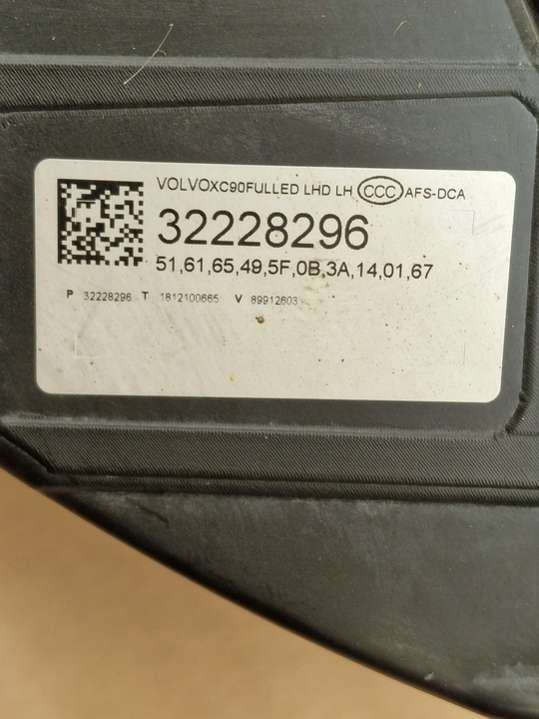 VOLVOXC90FULLED LHD LH CCC AFS-DCA
32228296
51,61,65,49,5F,0B,3A,14,01,67
P 32228296 T 1812100665 V 89912603